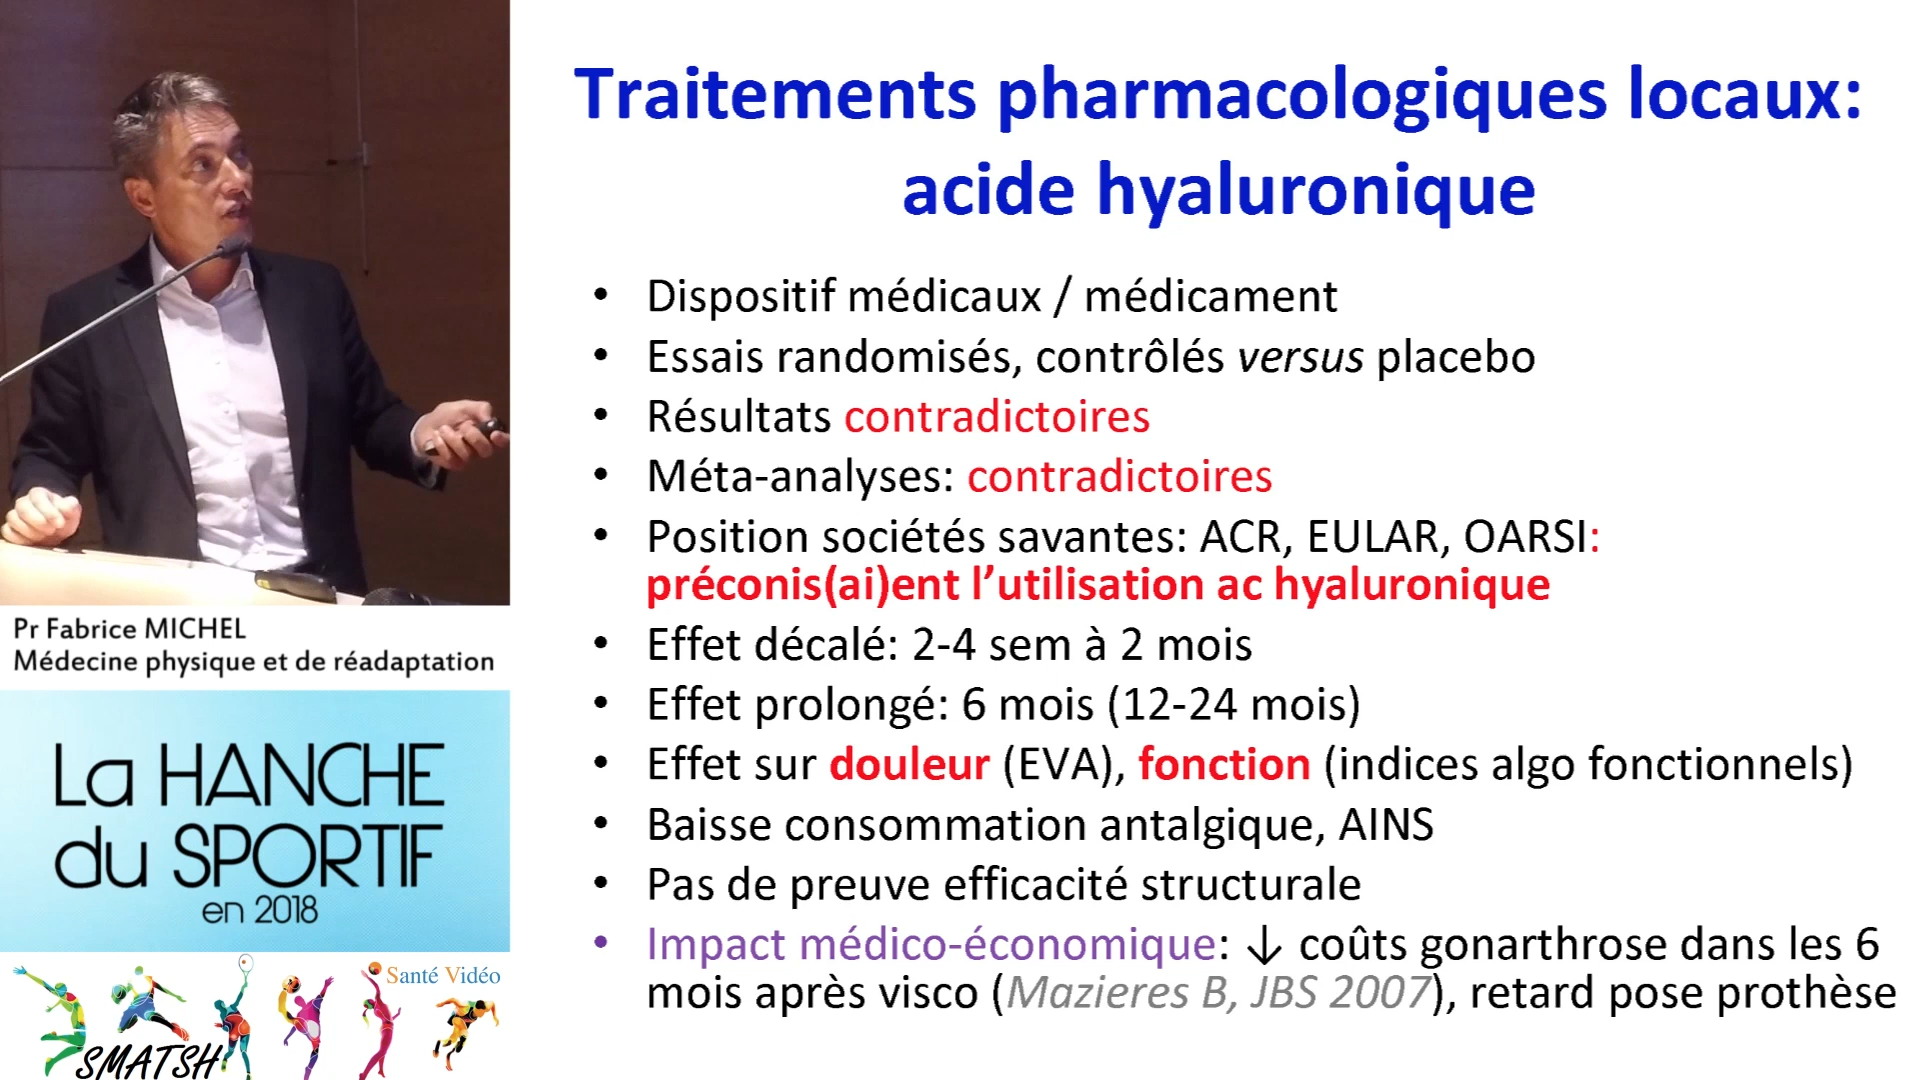 Traitements pharmacologiques locaux:
acide hyaluronique
• Dispositif médicaux / médicament
• Essais randomisés, contrôlés versus placebo
• Résultats contradictoires
• Méta-analyses: contradictoires
• Position sociétés savantes: ACR, EULAR, OARSI:
préconis(ai)ent l’utilisation ac hyaluronique
• Effet décalé: 2-4 sem à 2 mois
• Effet prolongé: 6 mois (12-24 mois)
• Effet sur douleur (EVA), fonction (indices algo fonctionnels)
• Baisse consommation antalgique, AINS
• Pas de preuve efficacité structurale
• Impact médico-économique: ↓ coûts gonarthrose dans les 6
mois après visco (Mazieres B, JBS 2007), retard pose prothèse
Pr Fabrice MICHEL
Médecine physique et de réadaptation
La HANCHE
du SPORTIF
en 2018
Santé Vidéo
SMATSH